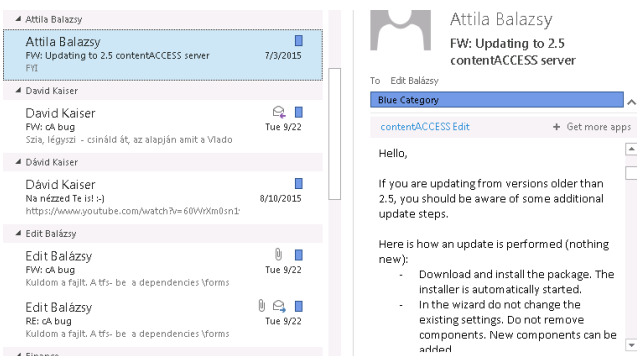 Attila Balazsy
Attila Balazsy
FW: Updating to 2.5 contentACCESS server 7/3/2015
FYI
David Kaiser
David Kaiser
FW: cA bug Tue 9/22
Szia, légyszi - csináld át, az alapján amit a Vlado
Dávid Kaiser
Dávid Kaiser
Na nézzed Te is! :-) 8/10/2015
https://www.youtube.com/watch?v=60WrXm0sn1
Edit Balázsy
Edit Balázsy
FW: cA bug Tue 9/22
Kuldom a fajlt. A tfs- be a dependencies \forms
Edit Balázsy
RE: cA bug Tue 9/22
Kuldom a fajlt. A tfs- be a dependencies \forms
Finance
Attila Balazsy
FW: Updating to 2.5
contentACCESS server
To Edit Balázsy
Blue Category
contentACCESS Edit + Get more apps
Hello,
If you are updating from versions older than
2.5, you should be aware of some additional
update steps.
Here is how an update is performed (nothing
new):
- Download and install the package. The
installer is automatically started.
- In the wizard do not change the
existing settings. Do not remove
components. New components can be
added